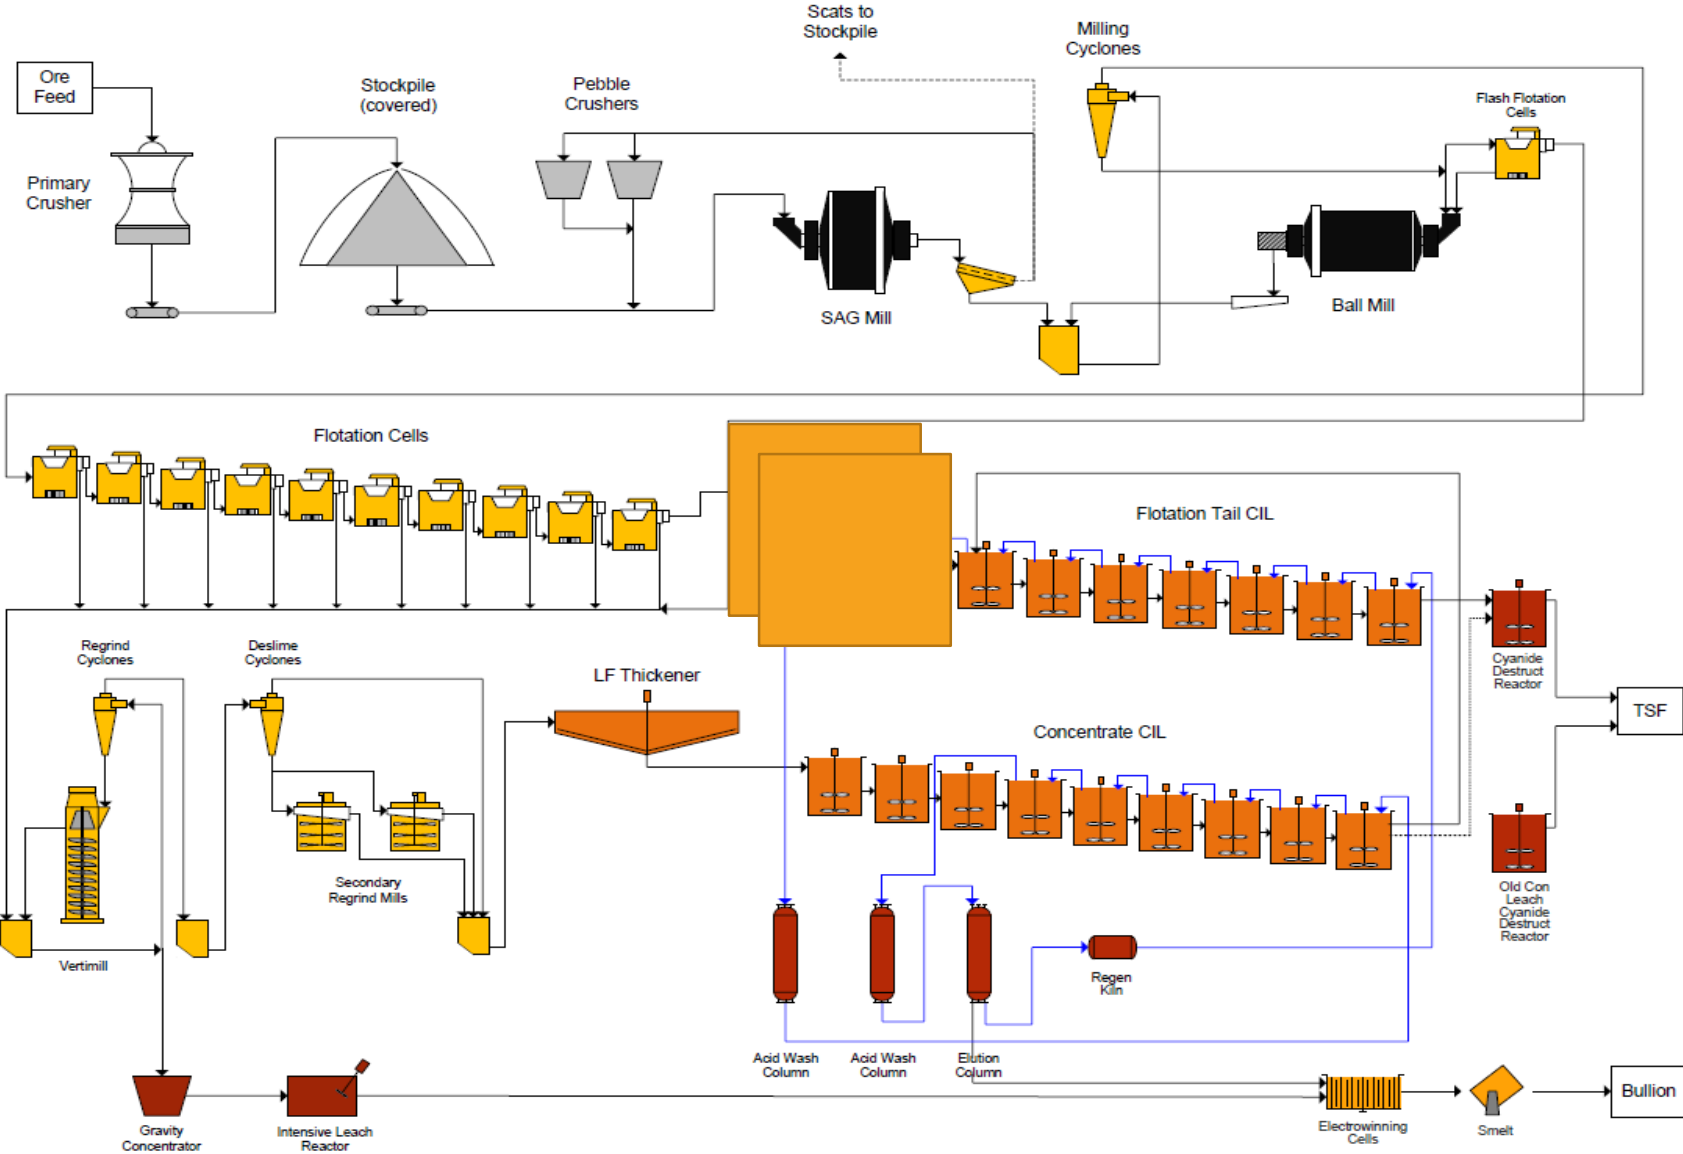 Scats to
Stockpile
Milling
Cyclones
Ore
Feed
Stockpile
(covered)
Pebble
Crushers
Flash Flotation
Cells
Primary
Crusher
SAG Mill
Ball Mill
Flotation Cells
Flotation Tail CIL
Regrind
Cyclones
Deslime
Cyclones
LF Thickener
Cyanide
Destruct
Reactor
TSF
Concentrate CIL
Secondary
Regrind Mills
Old Con
Leach
Cyanide
Destruct
Reactor
Vertimill
Regen
Kiln
Acid Wash
Column
Acid Wash
Column
Elution
Column
Bullion
Gravity
Concentrator
Intensive Leach
Reactor
Electrowinning
Cells
Smelt